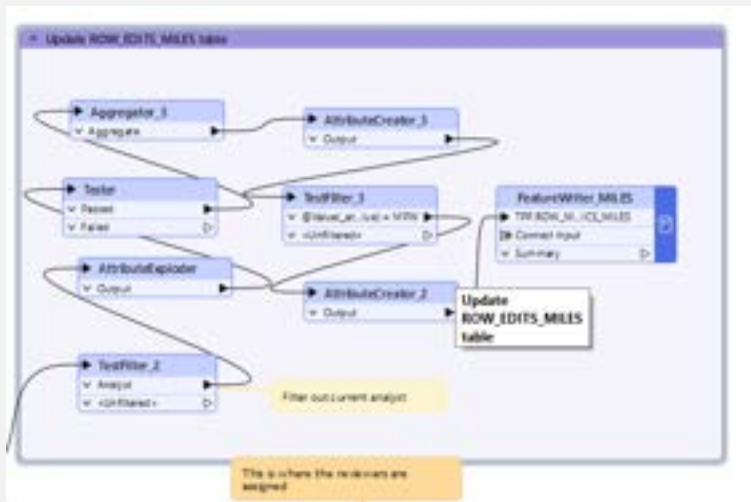 Update ROW_EDITS_MILES table
Aggregator_3
Aggregate
AttributeCreator_3
Output
Tester
Passed
Failed
TestFilter_3
<Unfiltered>
FeatureWriter_MILES
Connect Input
Summary
AttributeExploder
Output
AttributeCreator_2
Output
Update
ROW_EDITS_MILES
table
TestFilter_2
Analyst
<Unfiltered>
Filter out current analyst
This is where the reviewers are
assigned